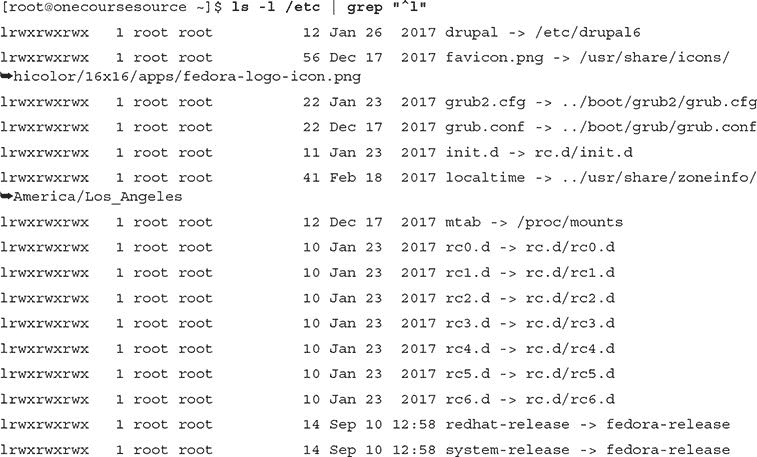 [root@onecoursesource ~]$ ls -l /etc | grep "^l"
lrwxrwxrwx   1 root root         12 Jan 26  2017 drupal -> /etc/drupal6
lrwxrwxrwx   1 root root         56 Dec 17  2017 favicon.png -> /usr/share/icons/
➥hicolor/16x16/apps/fedora-logo-icon.png
lrwxrwxrwx   1 root root         22 Jan 23  2017 grub2.cfg -> ../boot/grub2/grub.cfg
lrwxrwxrwx   1 root root         22 Dec 17  2017 grub.conf -> ../boot/grub/grub.conf
lrwxrwxrwx   1 root root         11 Jan 23  2017 init.d -> rc.d/init.d
lrwxrwxrwx   1 root root         41 Feb 18  2017 localtime -> ../usr/share/zoneinfo/
➥America/Los_Angeles
lrwxrwxrwx   1 root root         12 Dec 17  2017 mtab -> /proc/mounts
lrwxrwxrwx   1 root root         10 Jan 23  2017 rc0.d -> rc.d/rc0.d
lrwxrwxrwx   1 root root         10 Jan 23  2017 rc1.d -> rc.d/rc1.d
lrwxrwxrwx   1 root root         10 Jan 23  2017 rc2.d -> rc.d/rc2.d
lrwxrwxrwx   1 root root         10 Jan 23  2017 rc3.d -> rc.d/rc3.d
lrwxrwxrwx   1 root root         10 Jan 23  2017 rc4.d -> rc.d/rc4.d
lrwxrwxrwx   1 root root         10 Jan 23  2017 rc5.d -> rc.d/rc5.d
lrwxrwxrwx   1 root root         10 Jan 23  2017 rc6.d -> rc.d/rc6.d
lrwxrwxrwx   1 root root         14 Sep 10 12:58 redhat-release -> fedora-release
lrwxrwxrwx   1 root root         14 Sep 10 12:58 system-release -> fedora-release